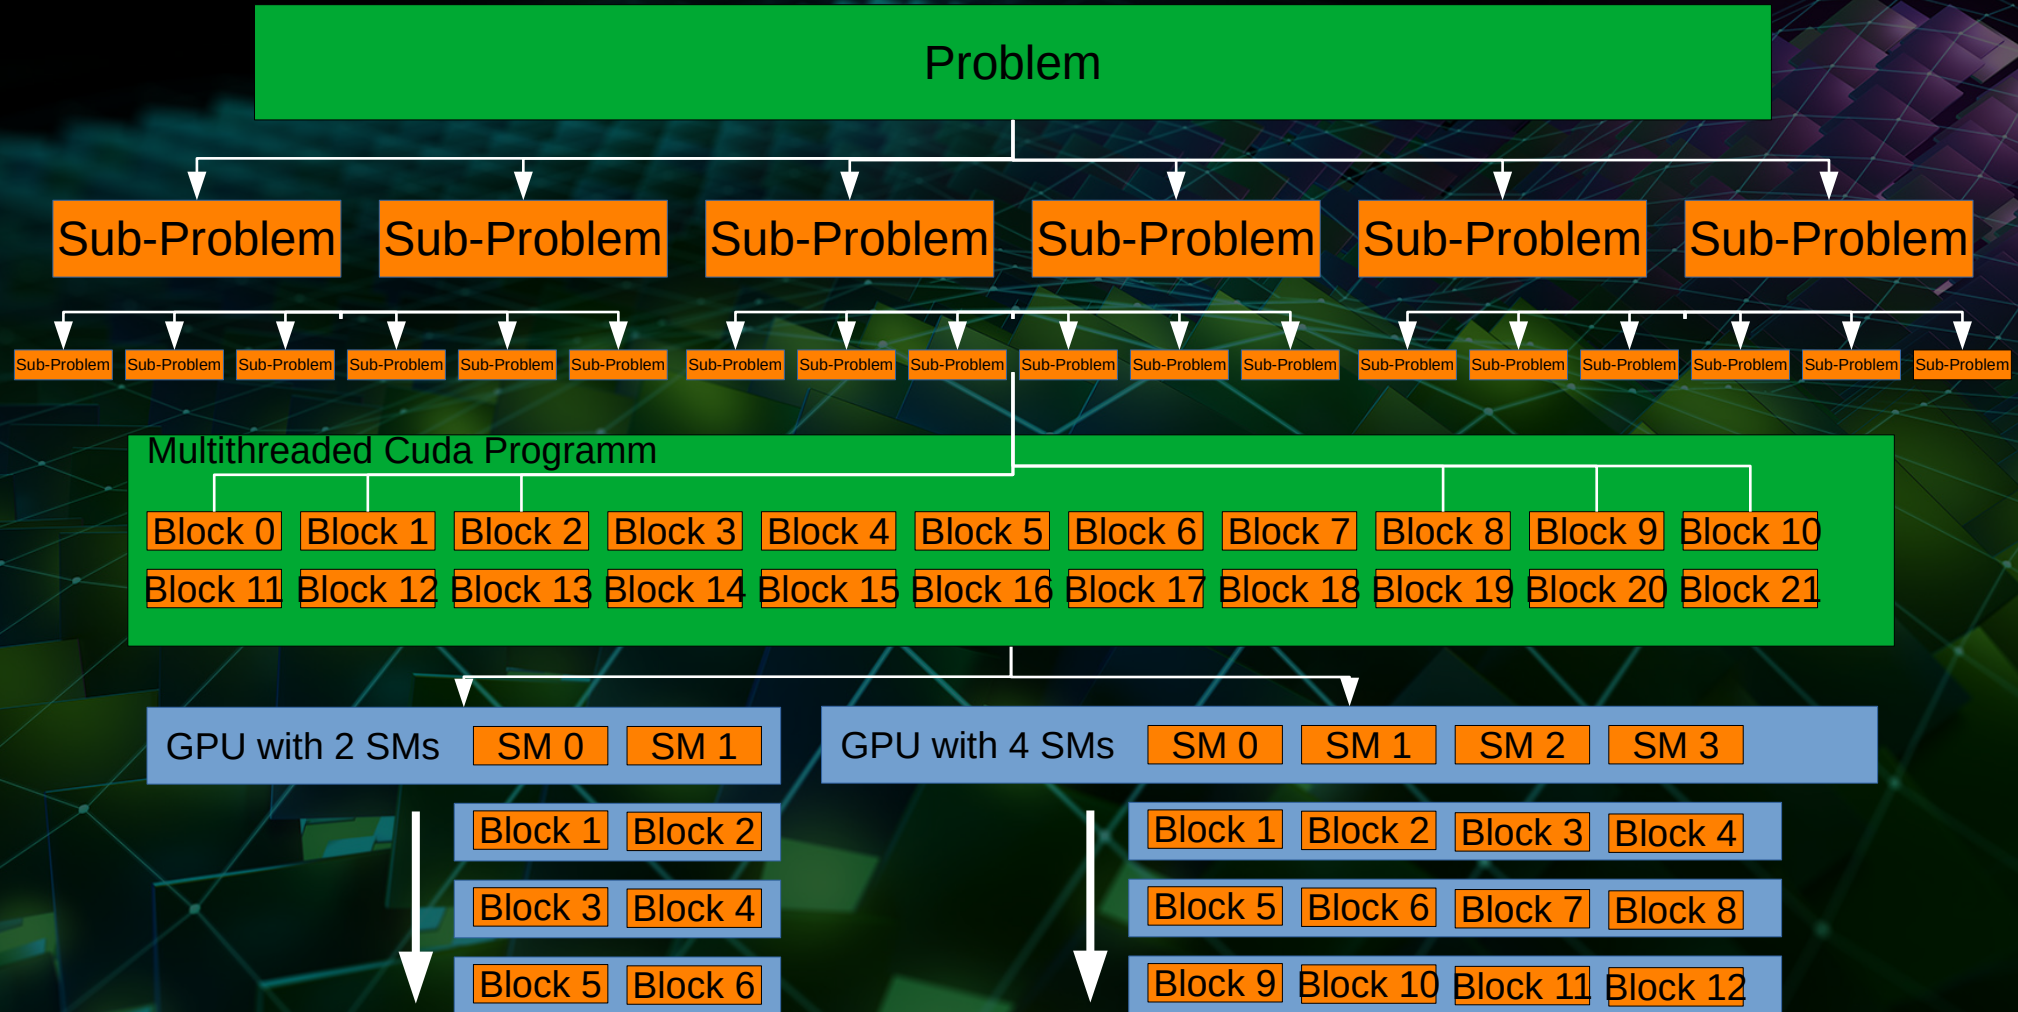 Problem
Sub-Problem Sub-Problem Sub-Problem Sub-Problem Sub-Problem Sub-Problem
Sub-Problem Sub-Problem Sub-Problem Sub-Problem Sub-Problem Sub-Problem Sub-Problem Sub-Problem Sub-Problem Sub-Problem Sub-Problem Sub-Problem Sub-Problem Sub-Problem Sub-Problem Sub-Problem Sub-Problem Sub-Problem
Multithreaded Cuda Programm
Block 0 Block 1 Block 2 Block 3 Block 4 Block 5 Block 6 Block 7 Block 8 Block 9 Block 10
Block 11 Block 12 Block 13 Block 14 Block 15 Block 16 Block 17 Block 18 Block 19 Block 20 Block 21
GPU with 2 SMs SM 0 SM 1
Block 1 Block 2
Block 3 Block 4
Block 5 Block 6
GPU with 4 SMs SM 0 SM 1 SM 2 SM 3
Block 1 Block 2 Block 3 Block 4
Block 5 Block 6 Block 7 Block 8
Block 9 Block 10 Block 11 Block 12